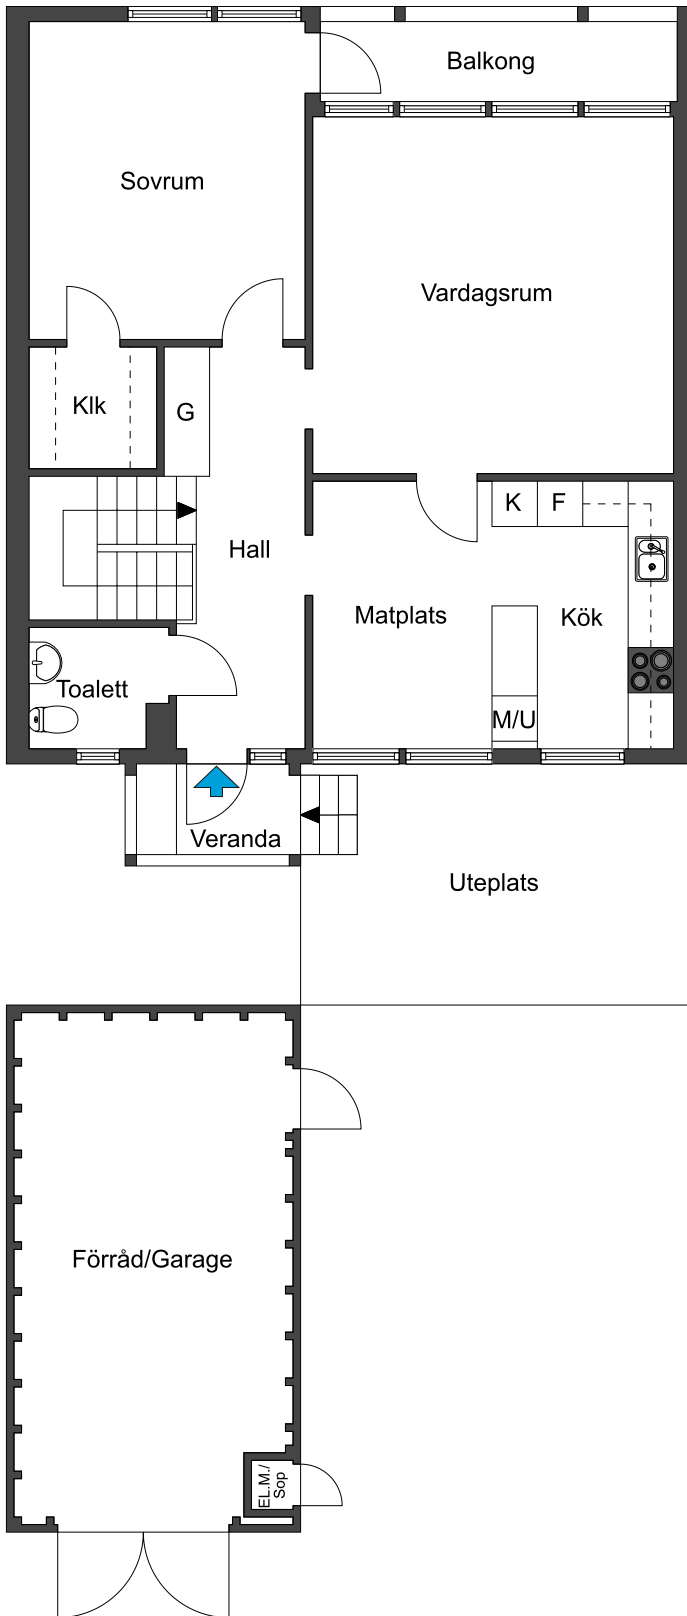 Balkong
Sovrum
Vardagsrum
Klk
G
K
F
Hall
Matplats
Kök
Toalett
M/U
Veranda
Uteplats
Förråd/Garage
EL.M./
Sop